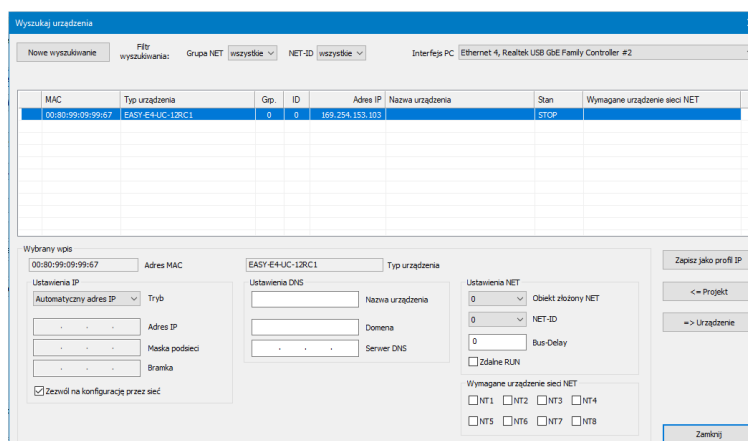 Wyszukaj urządzenia
Nowe wyszukiwanie
Filtr wyszukiwania:
Grupa NET wszystkie
NET-ID wszystkie
Interfejs PC Ethernet 4, Realtek USB GbE Family Controller #2
MAC Typ urządzenia Grp. ID Adres IP Nazwa urządzenia Stan Wymagane urządzenie sieci NET
00:80:99:09:99:67 EASY-E4-UC-12RC1 0 0 169.254.153.103 STOP
Wybrany wpis
00:80:99:09:99:67 Adres MAC EASY-E4-UC-12RC1 Typ urządzenia
Ustawienia IP
Automatyczny adres IP Tryb
Adres IP
Maska podsieci
Bramka
Zezwól na konfigurację przez sieć
Ustawienia DNS
Nazwa urządzenia
Domena
Serwer DNS
Ustawienia NET
0 Obiekt złożony NET
0 NET-ID
0 Bus-Delay
Zdalne RUN
Wymagane urządzenie sieci NET
NT1 NT2 NT3 NT4
NT5 NT6 NT7 NT8
Zapisz jako profil IP
<= Projekt
=> Urządzenie
Zamknij